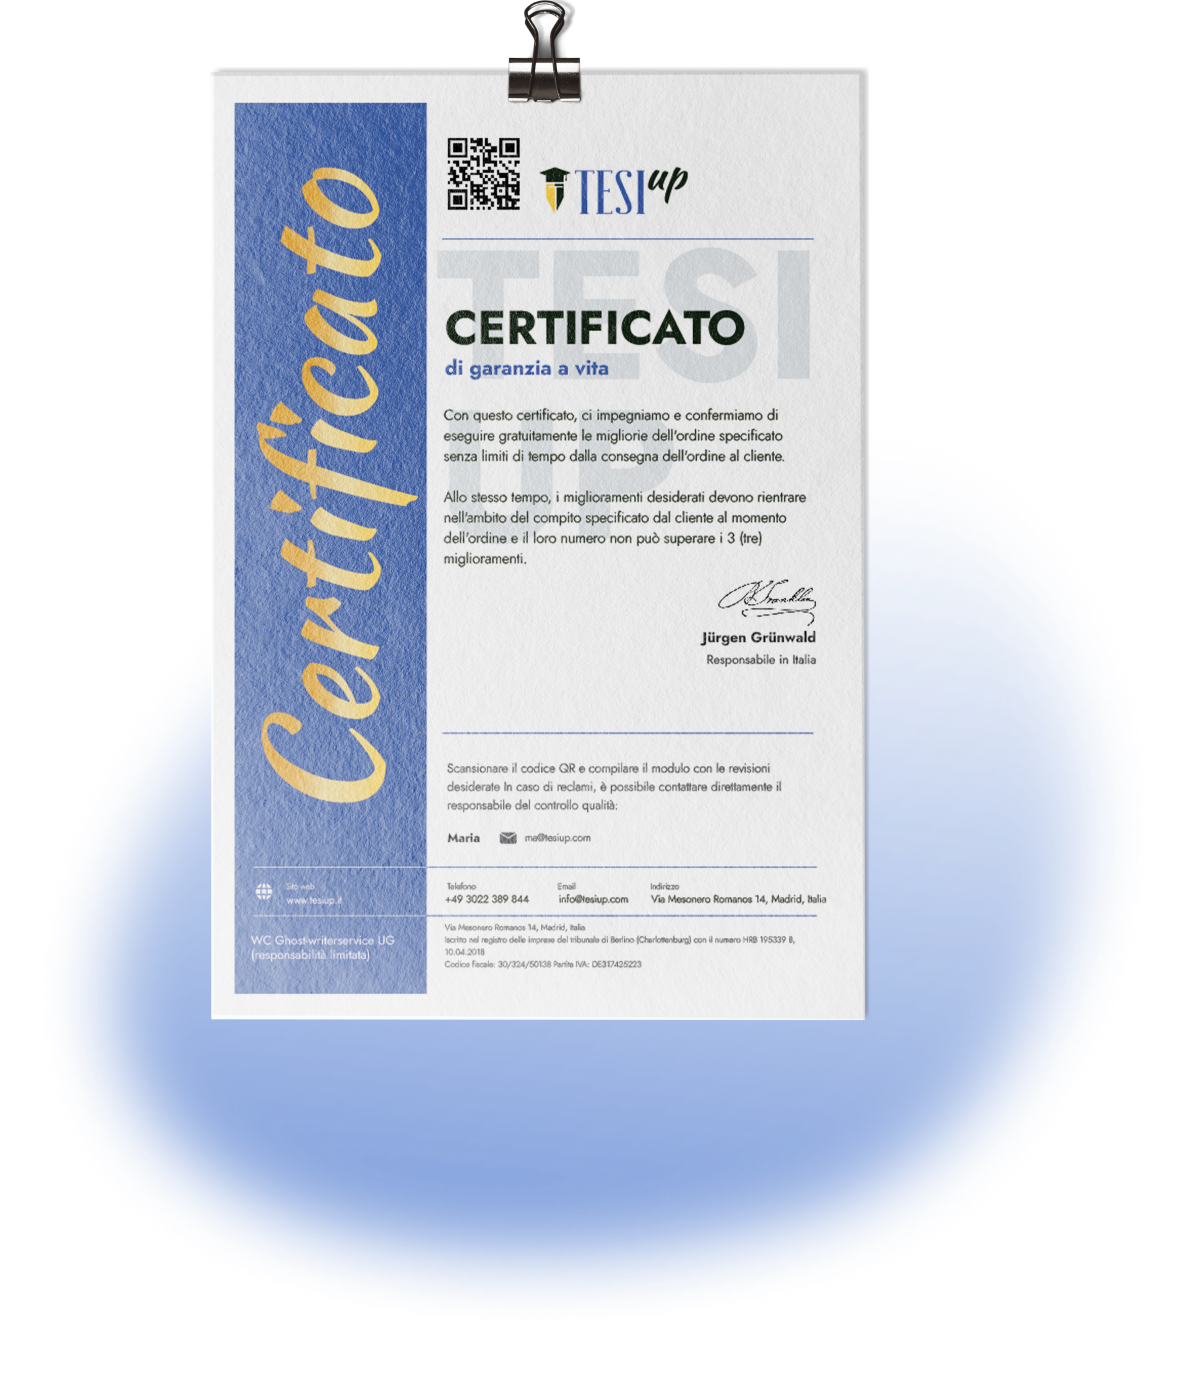 Certificato
TESI up
TESI
UP
CERTIFICATO
di garanzia a vita
Con questo certificato, ci impegniamo e confermiamo di
eseguire gratuitamente le migliorie dell'ordine specificato
senza limiti di tempo dalla consegna dell'ordine al cliente.
Allo stesso tempo, i miglioramenti desiderati devono rientrare
nell'ambito del compito specificato dal cliente al momento
dell'ordine e il loro numero non può superare i 3 (tre)
miglioramenti.
Jürgen Grünwald
Responsabile in Italia
Scansionare il codice QR e compilare il modulo con le revisioni
desiderate In caso di reclami, è possibile contattare direttamente il
responsabile del controllo qualità:
Maria ma@tesiup.com
Sito web
www.tesiup.it
Telefono
+49 3022 389 844
Email
info@tesiup.com
Indirizzo
Via Mesonero Romanos 14, Madrid, Italia
WC Ghost-writerservice UG
(responsabilità limitata)
Via Mesonero Romanos 14, Madrid, Italia
Iscritto nel registro delle imprese del tribunale di Berlino (Charlottenburg) con il numero HRB 195339 B,
10.04.2018
Codice fiscale: 30/324/50138 Partita IVA: DE317425223